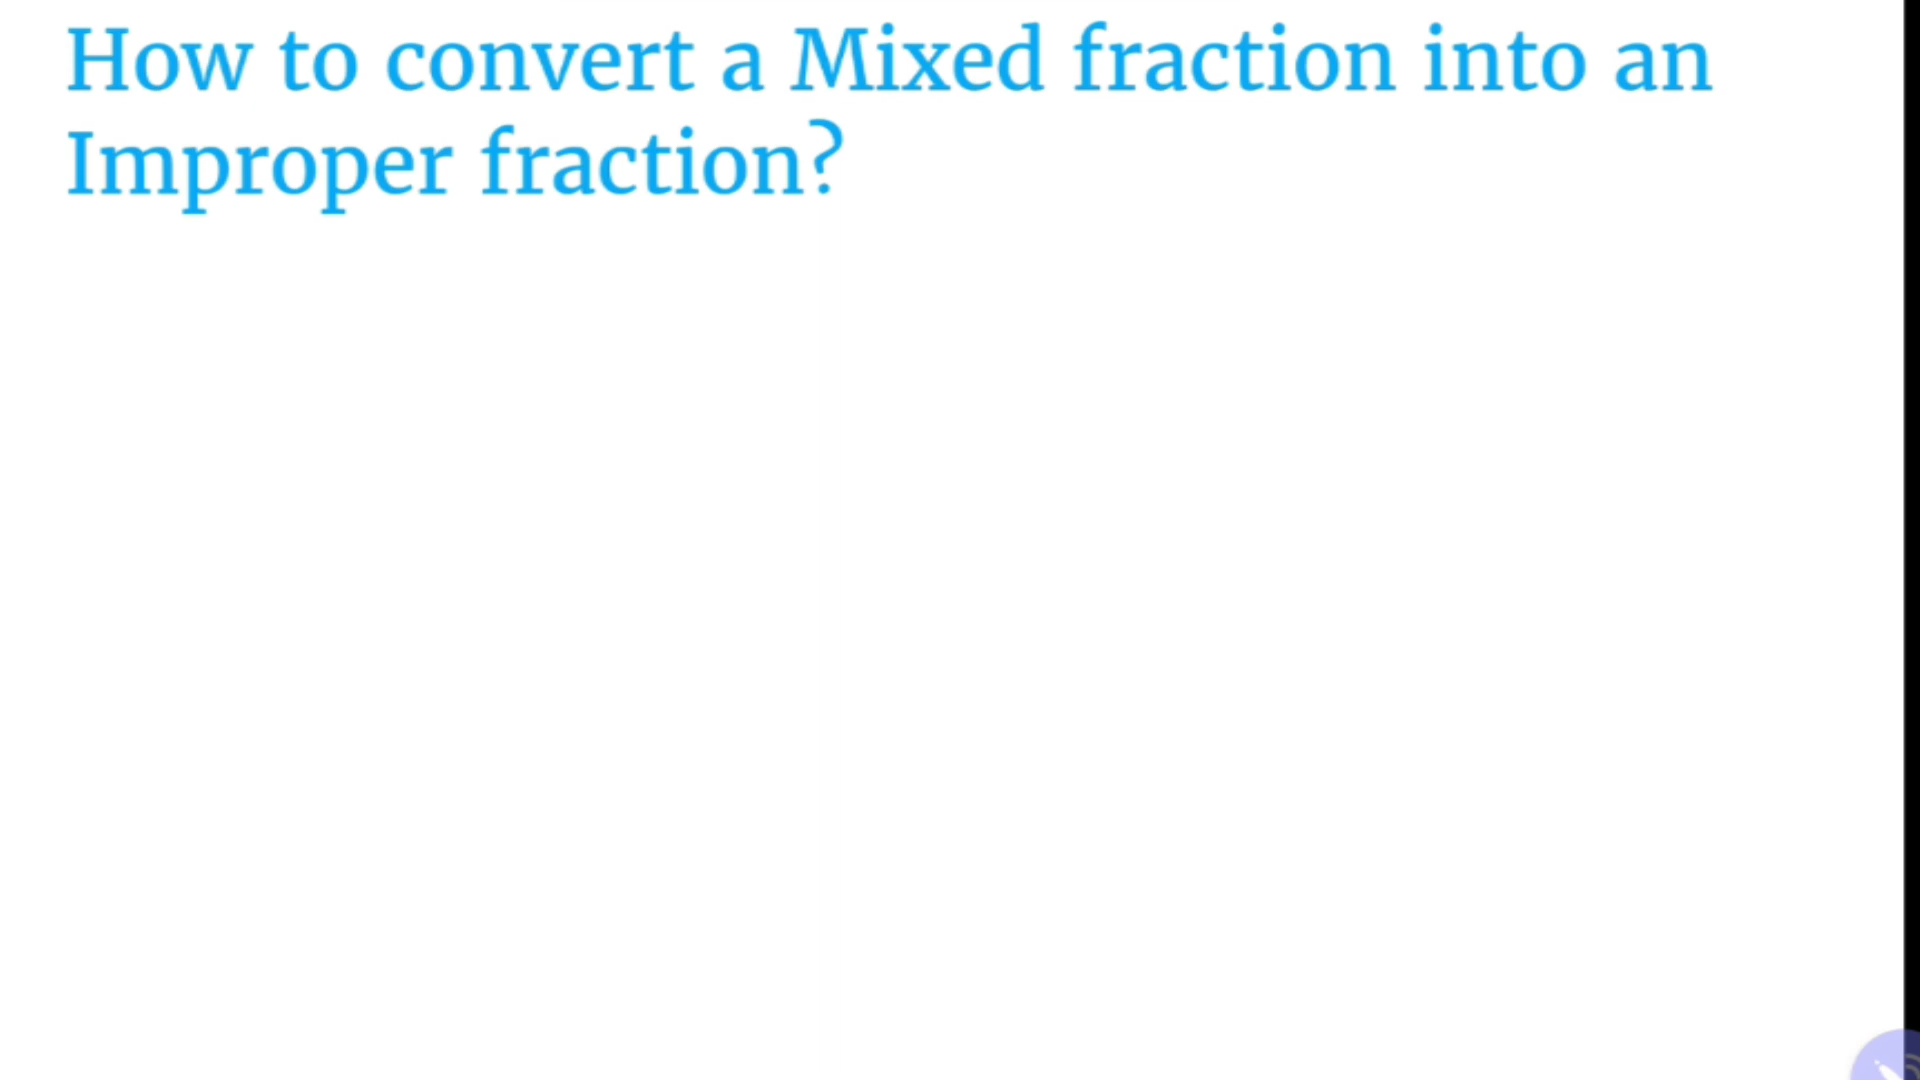 How to convert a Mixed fraction into an
Improper fraction?